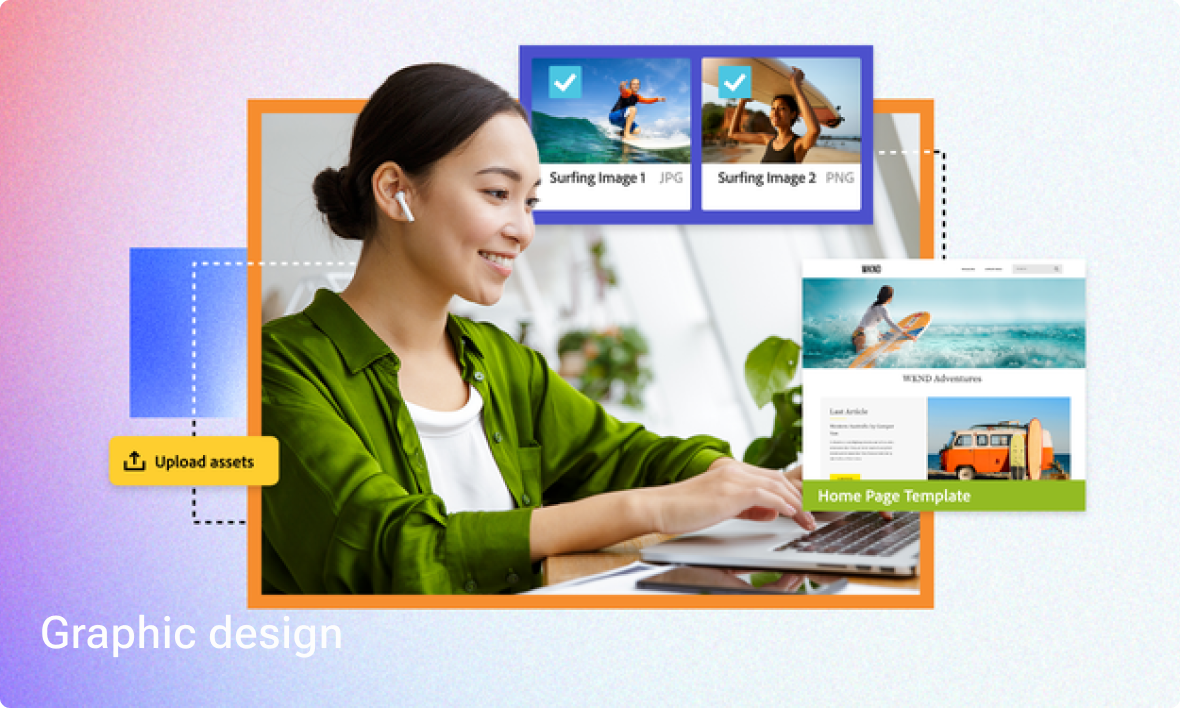 Surfing Image 1 JPG
Surfing Image 2 PNG
WKND
WKND Adventures
Last Article
Upload assets
Home Page Template
Graphic design